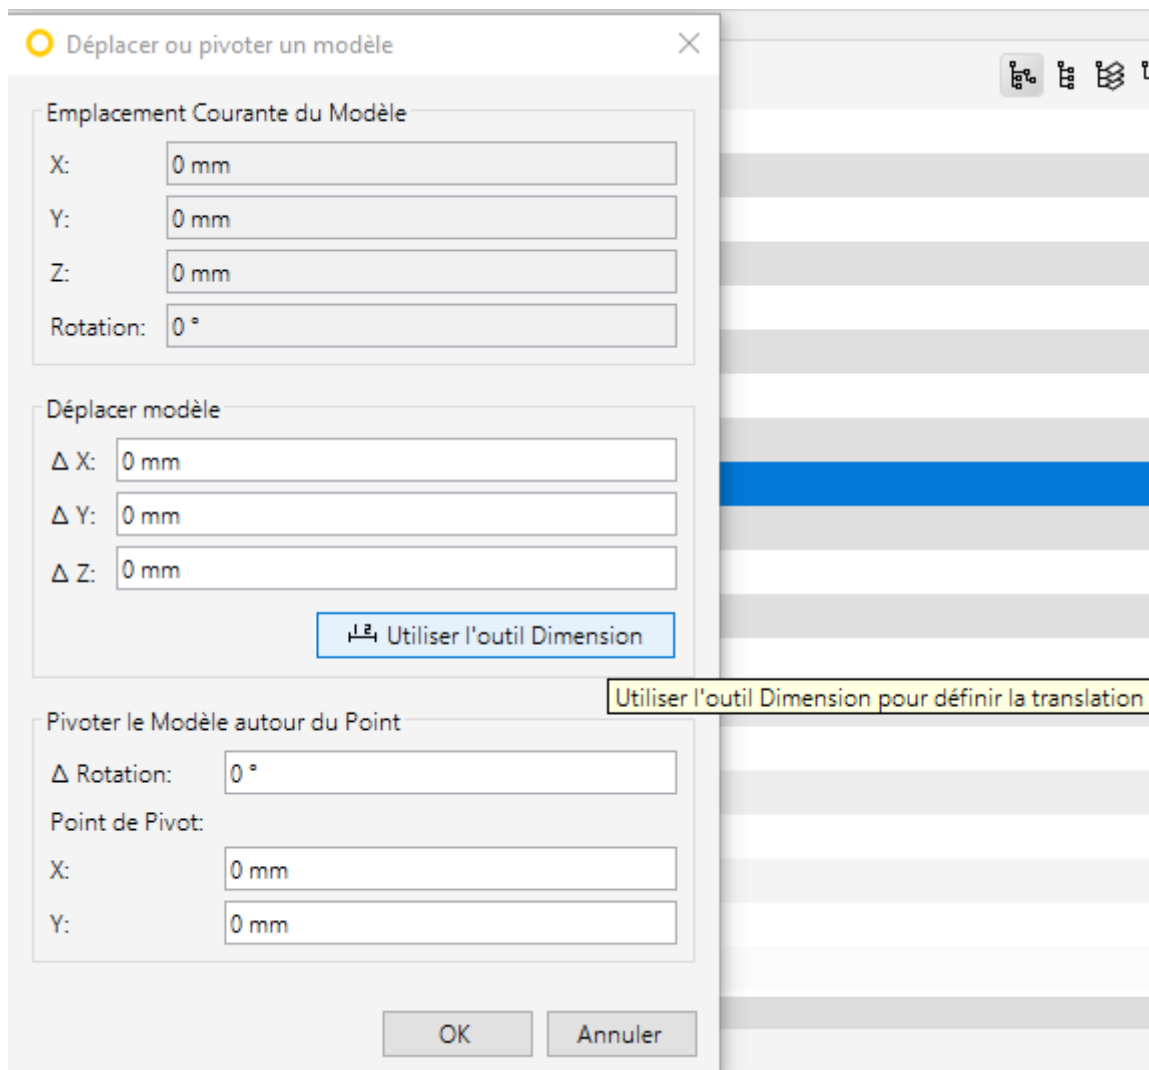 Déplacer ou pivoter un modèle
Emplacement Courante du Modèle
X: 0 mm
Y: 0 mm
Z: 0 mm
Rotation: 0 °
Déplacer modèle
Δ X: 0 mm
Δ Y: 0 mm
Δ Z: 0 mm
Utiliser l'outil Dimension
Utiliser l'outil Dimension pour définir la translation
Pivoter le Modèle autour du Point
Δ Rotation: 0 °
Point de Pivot:
X: 0 mm
Y: 0 mm
OK Annuler